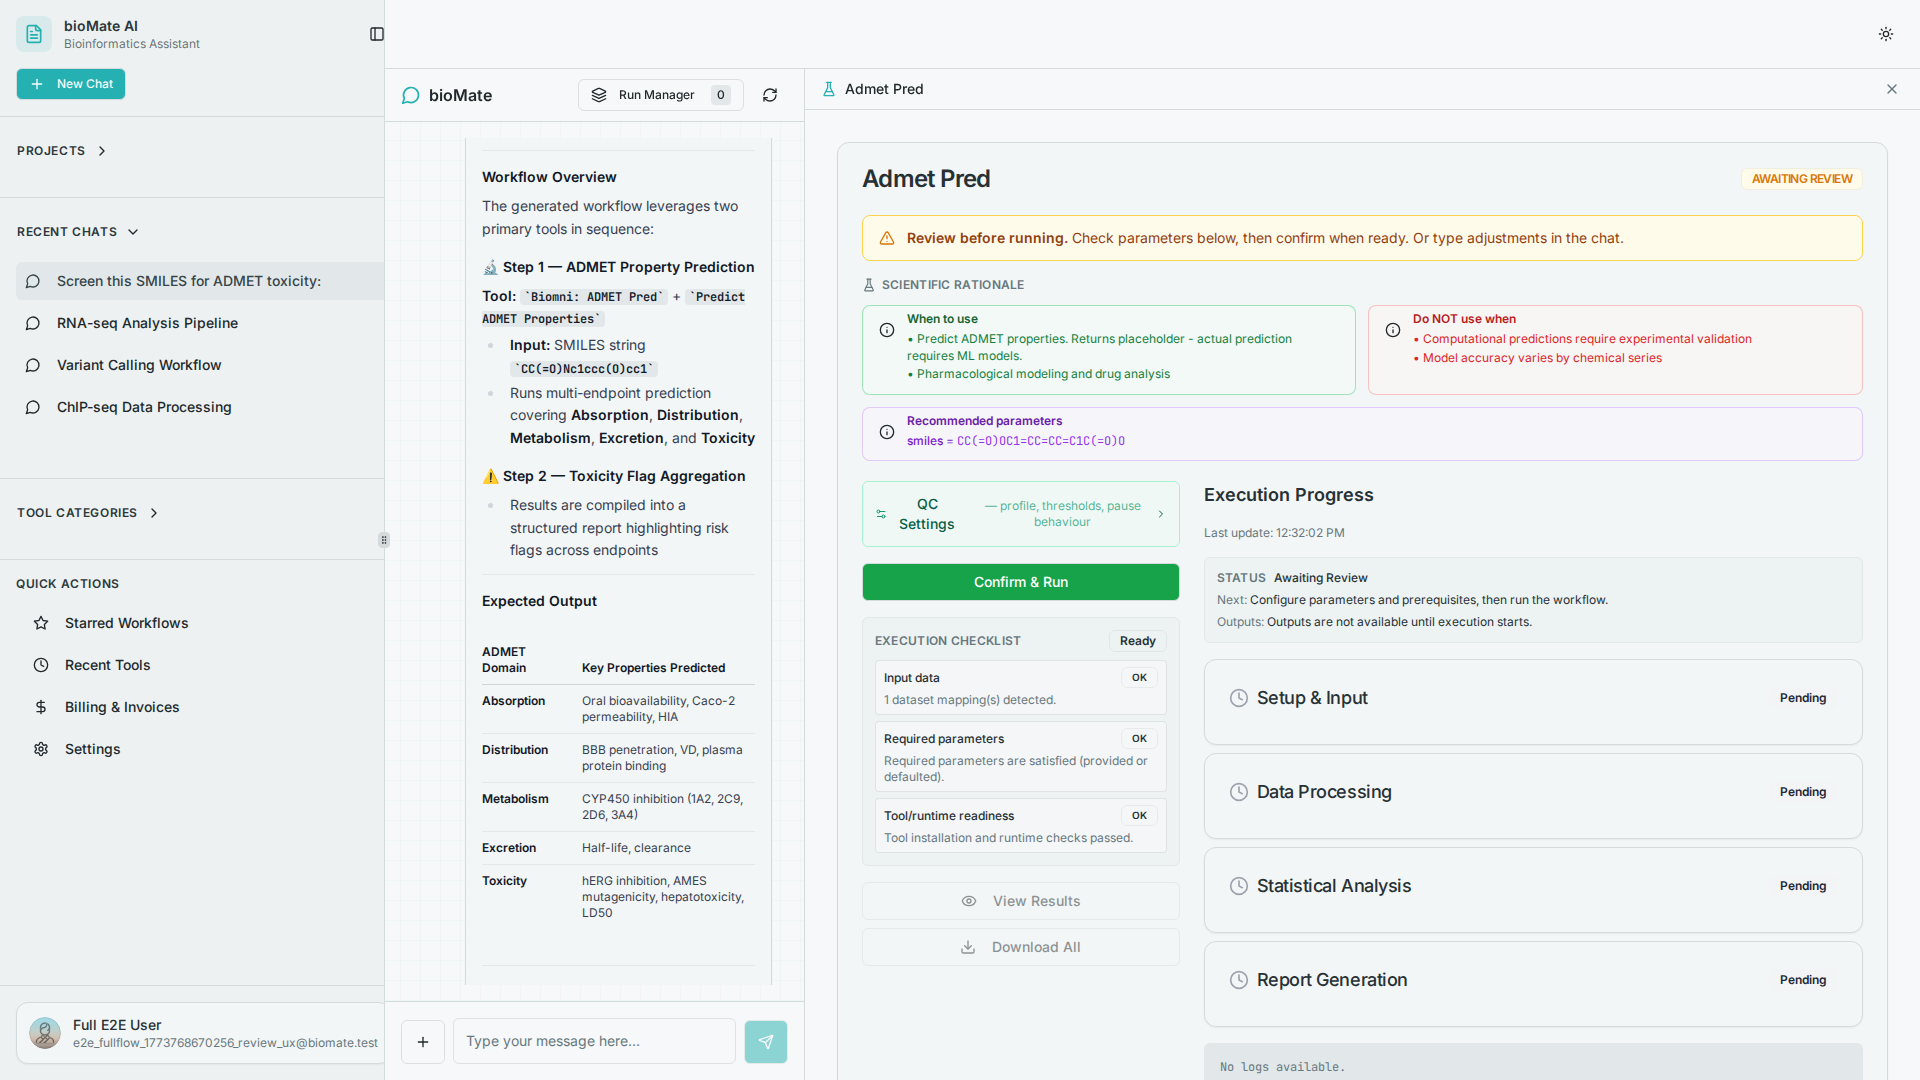 bioMate AI
Bioinformatics Assistant
New Chat
PROJECTS
RECENT CHATS
Screen this SMILES for ADMET toxicity:
RNA-seq Analysis Pipeline
Variant Calling Workflow
ChIP-seq Data Processing
TOOL CATEGORIES
QUICK ACTIONS
Starred Workflows
Recent Tools
Billing & Invoices
Settings
Full E2E User
e2e_fullflow_1773768670256_review_ux@biomate.test
bioMate
Run Manager 0
Workflow Overview
The generated workflow leverages two
primary tools in sequence:
🔬 Step 1 — ADMET Property Prediction
Tool: `Biomni: ADMET Pred` + `Predict
ADMET Properties`
Input: SMILES string
`CC(=O)Nc1ccc(O)cc1`
Runs multi-endpoint prediction
covering Absorption, Distribution,
Metabolism, Excretion, and Toxicity
⚠️ Step 2 — Toxicity Flag Aggregation
Results are compiled into a
structured report highlighting risk
flags across endpoints
Expected Output
ADMET
Domain Key Properties Predicted
Absorption Oral bioavailability, Caco-2
permeability, HIA
Distribution BBB penetration, VD, plasma
protein binding
Metabolism CYP450 inhibition (1A2, 2C9,
2D6, 3A4)
Excretion Half-life, clearance
Toxicity hERG inhibition, AMES
mutagenicity, hepatotoxicity,
LD50
Type your message here...
Admet Pred
Admet Pred
AWAITING REVIEW
Review before running. Check parameters below, then confirm when ready. Or type adjustments in the chat.
SCIENTIFIC RATIONALE
When to use
• Predict ADMET properties. Returns placeholder - actual prediction
requires ML models.
• Pharmacological modeling and drug analysis
Do NOT use when
• Computational predictions require experimental validation
• Model accuracy varies by chemical series
Recommended parameters
smiles = CC(=O)OC1=CC=CC=C1C(=O)O
QC
Settings
— profile, thresholds, pause
behaviour
Confirm & Run
EXECUTION CHECKLIST Ready
Input data OK
1 dataset mapping(s) detected.
Required parameters OK
Required parameters are satisfied (provided or
defaulted).
Tool/runtime readiness OK
Tool installation and runtime checks passed.
View Results
Download All
Execution Progress
Last update: 12:32:02 PM
STATUS Awaiting Review
Next: Configure parameters and prerequisites, then run the workflow.
Outputs: Outputs are not available until execution starts.
Setup & Input Pending
Data Processing Pending
Statistical Analysis Pending
Report Generation Pending
No logs available.